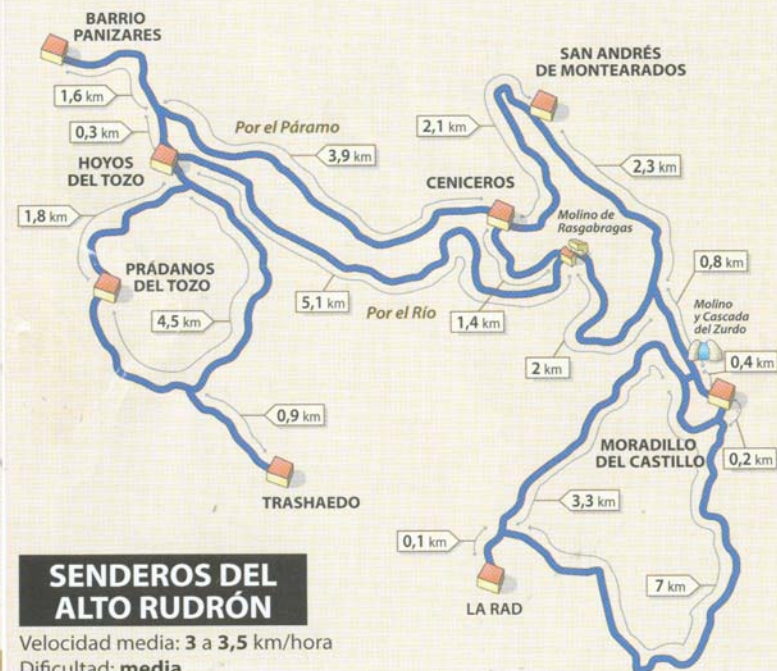 BARRIO
PANIZARES
SAN ANDRÉS
DE MONTEARADOS
1,6 km
0,3 km
Por el Páramo
2,1 km
3,9 km
2,3 km
HOYOS
DEL TOZO
CENICEROS
1,8 km
Molino de
Rasgabragas
PRÁDANOS
DEL TOZO
0,8 km
5,1 km
Por el Río
1,4 km
Molino
y Cascada
del Zurdo
4,5 km
2 km
0,4 km
0,9 km
MORADILLO
DEL CASTILLO
0,2 km
TRASHAEDO
3,3 km
0,1 km
LA RAD
7 km
SENDEROS DEL
ALTO RUDRÓN
Velocidad media: 3 a 3,5 km/hora
Dificultad: media